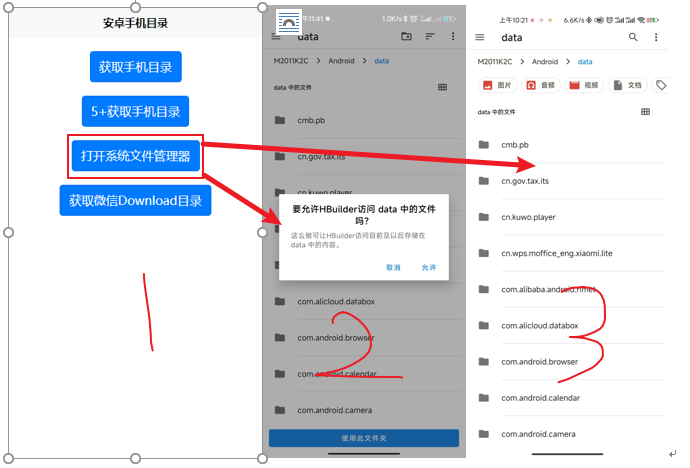 安卓手机目录
获取手机目录
5+获取手机目录
打开系统文件管理器
获取微信Download目录
1
11:41
1.0K/s
data
M2011K2C > Android > data
data 中的文件
cmb.pb
cn.gov.tax.its
cn.kuwo.player
要允许HBuilder访问 data 中的文件
吗?
这么做可让HBuilder访问目前及以后存储在
data 中的内容。
取消 允许
com.alicloud.databox
com.android.browser
com.android.calendar
com.android.camera
使用此文件夹
2
上午10:21
6.6K/s
data
M2011K2C > Android > data
图片 音频 视频 文档
data 中的文件
cmb.pb
cn.gov.tax.its
cn.kuwo.player
cn.wps.moffice_eng.xiaomi.lite
com.alibaba.android.rimet
com.alicloud.databox
com.android.browser
com.android.calendar
com.android.camera
3